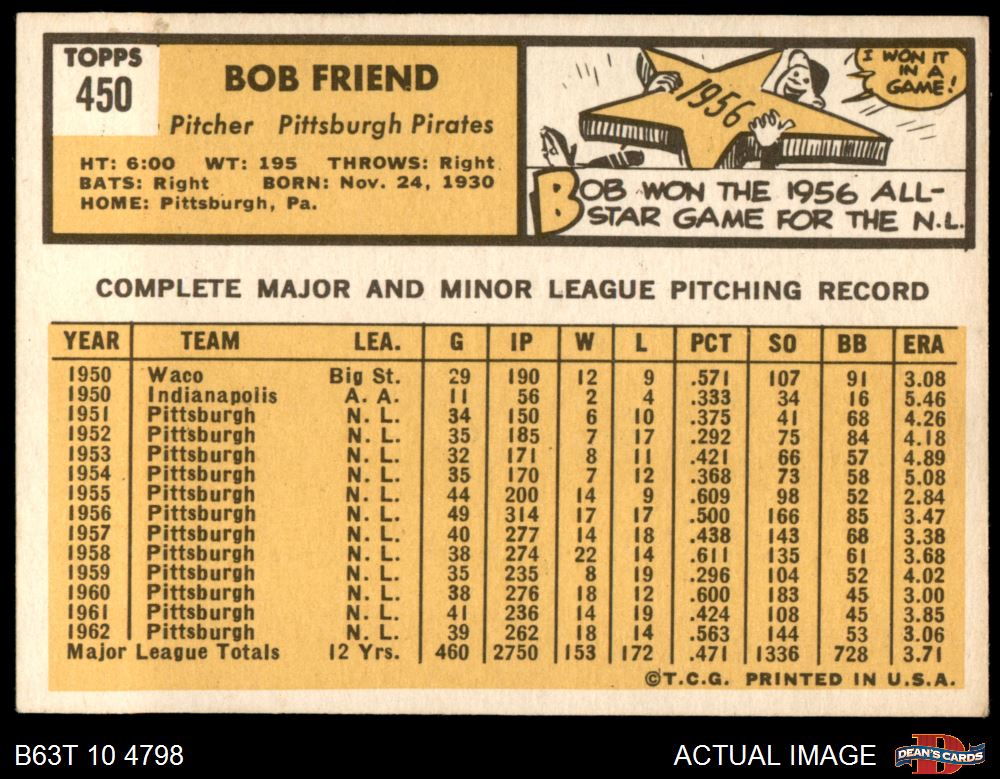 TOPPS
450
BOB FRIEND
Pitcher Pittsburgh Pirates
HT: 6:00 WT: 195 THROWS: Right
BATS: Right BORN: Nov. 24, 1930
HOME: Pittsburgh, Pa.
1956
I WON IT
IN A
GAME!
BOB WON THE 1956 ALL-
STAR GAME FOR THE N.L.
COMPLETE MAJOR AND MINOR LEAGUE PITCHING RECORD
YEAR TEAM LEA. G IP W L PCT SO BB ERA
1950 Waco Big St. 29 190 12 9 .571 107 91 3.08
1950 Indianapolis A. A. 11 56 2 4 .333 34 16 5.46
1951 Pittsburgh N. L. 34 150 6 10 .375 41 68 4.26
1952 Pittsburgh N. L. 35 185 7 17 .292 75 84 4.18
1953 Pittsburgh N. L. 32 171 8 11 .421 66 57 4.89
1954 Pittsburgh N. L. 35 170 7 12 .368 73 58 5.08
1955 Pittsburgh N. L. 44 200 14 9 .609 98 52 2.84
1956 Pittsburgh N. L. 49 314 17 17 .500 166 85 3.47
1957 Pittsburgh N. L. 40 277 14 18 .438 143 68 3.38
1958 Pittsburgh N. L. 38 274 22 14 .611 135 61 3.68
1959 Pittsburgh N. L. 35 235 8 19 .296 104 52 4.02
1960 Pittsburgh N. L. 38 276 18 12 .600 183 45 3.00
1961 Pittsburgh N. L. 41 236 14 19 .424 108 45 3.85
1962 Pittsburgh N. L. 39 262 18 14 .563 144 53 3.06
Major League Totals 12 Yrs. 460 2750 153 172 .471 1336 728 3.71
©T.C.G. PRINTED IN U.S.A.
B63T 10 4798
ACTUAL IMAGE
DEAN'S CARDS